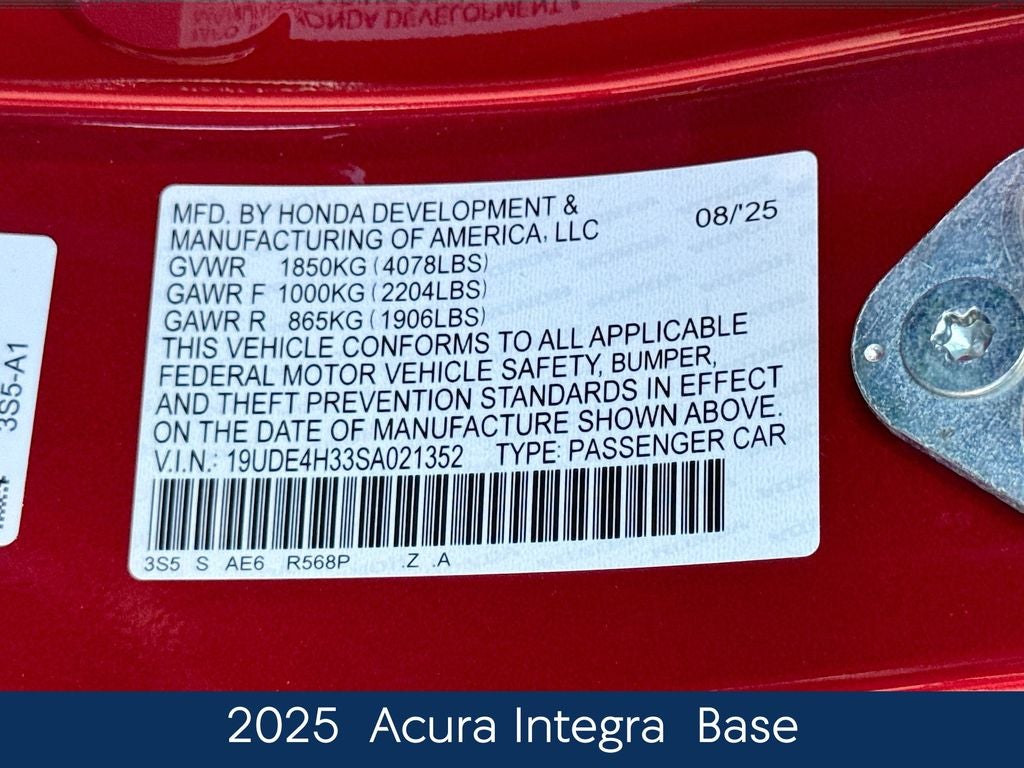 HONDA DEVELOPMENT &
MFD. BY HONDA DEVELOPMENT &
MANUFACTURING OF AMERICA, LLC
08/'25
GVWR 1850KG (4078LBS)
GAWR F 1000KG (2204LBS)
GAWR R 865KG (1906LBS)
THIS VEHICLE CONFORMS TO ALL APPLICABLE
FEDERAL MOTOR VEHICLE SAFETY, BUMPER,
AND THEFT PREVENTION STANDARDS IN EFFECT
ON THE DATE OF MANUFACTURE SHOWN ABOVE.
V.I.N.: 19UDE4H33SA021352 TYPE: PASSENGER CAR
3S5 S AE6 R568P .Z .A
3S5-A1
2025 Acura Integra Base